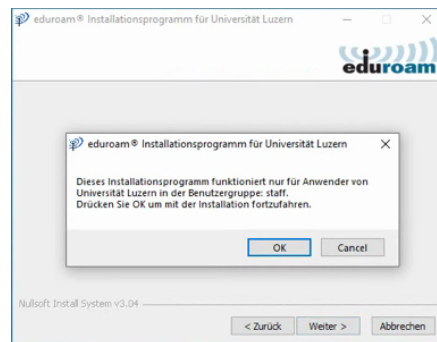 eduroam® Installationsprogramm für Universität Luzern
eduroam
eduroam® Installationsprogramm für Universität Luzern
Dieses Installationsprogramm funktioniert nur für Anwender von
Universität Luzern in der Benutzergruppe: staff.
Drücken Sie OK um mit der Installation fortzufahren.
OK Cancel
Nullsoft Install System v3.04
< Zurück Weiter > Abbrechen